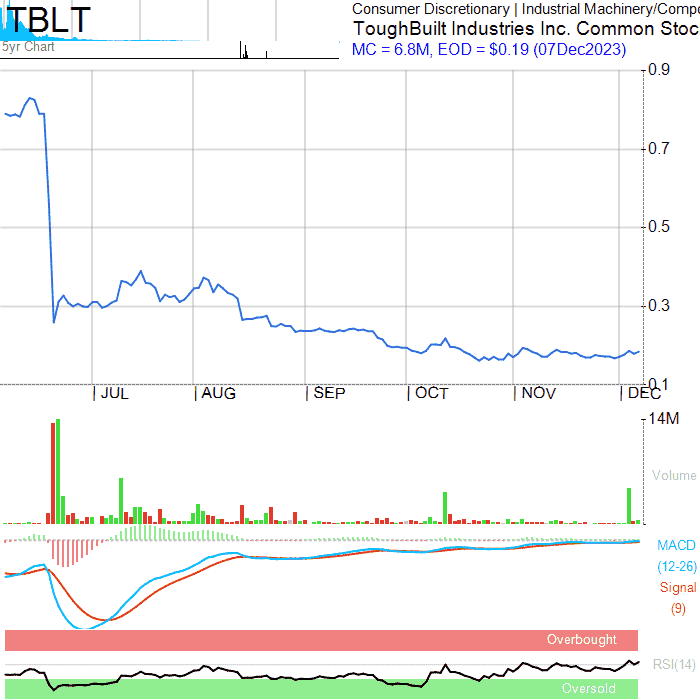 TBLT
5yr Chart
Consumer Discretionary | Industrial Machinery/Compo
ToughBuilt Industries Inc. Common Stoc
MC = 6.8M, EOD = $0.19 (07Dec2023)
0.9
0.7
0.5
0.3
0.1
JUL
AUG
SEP
OCT
NOV
DEC
14M
Volume
MACD
(12-26)
Signal
(9)
Overbought
RSI(14)
Oversold